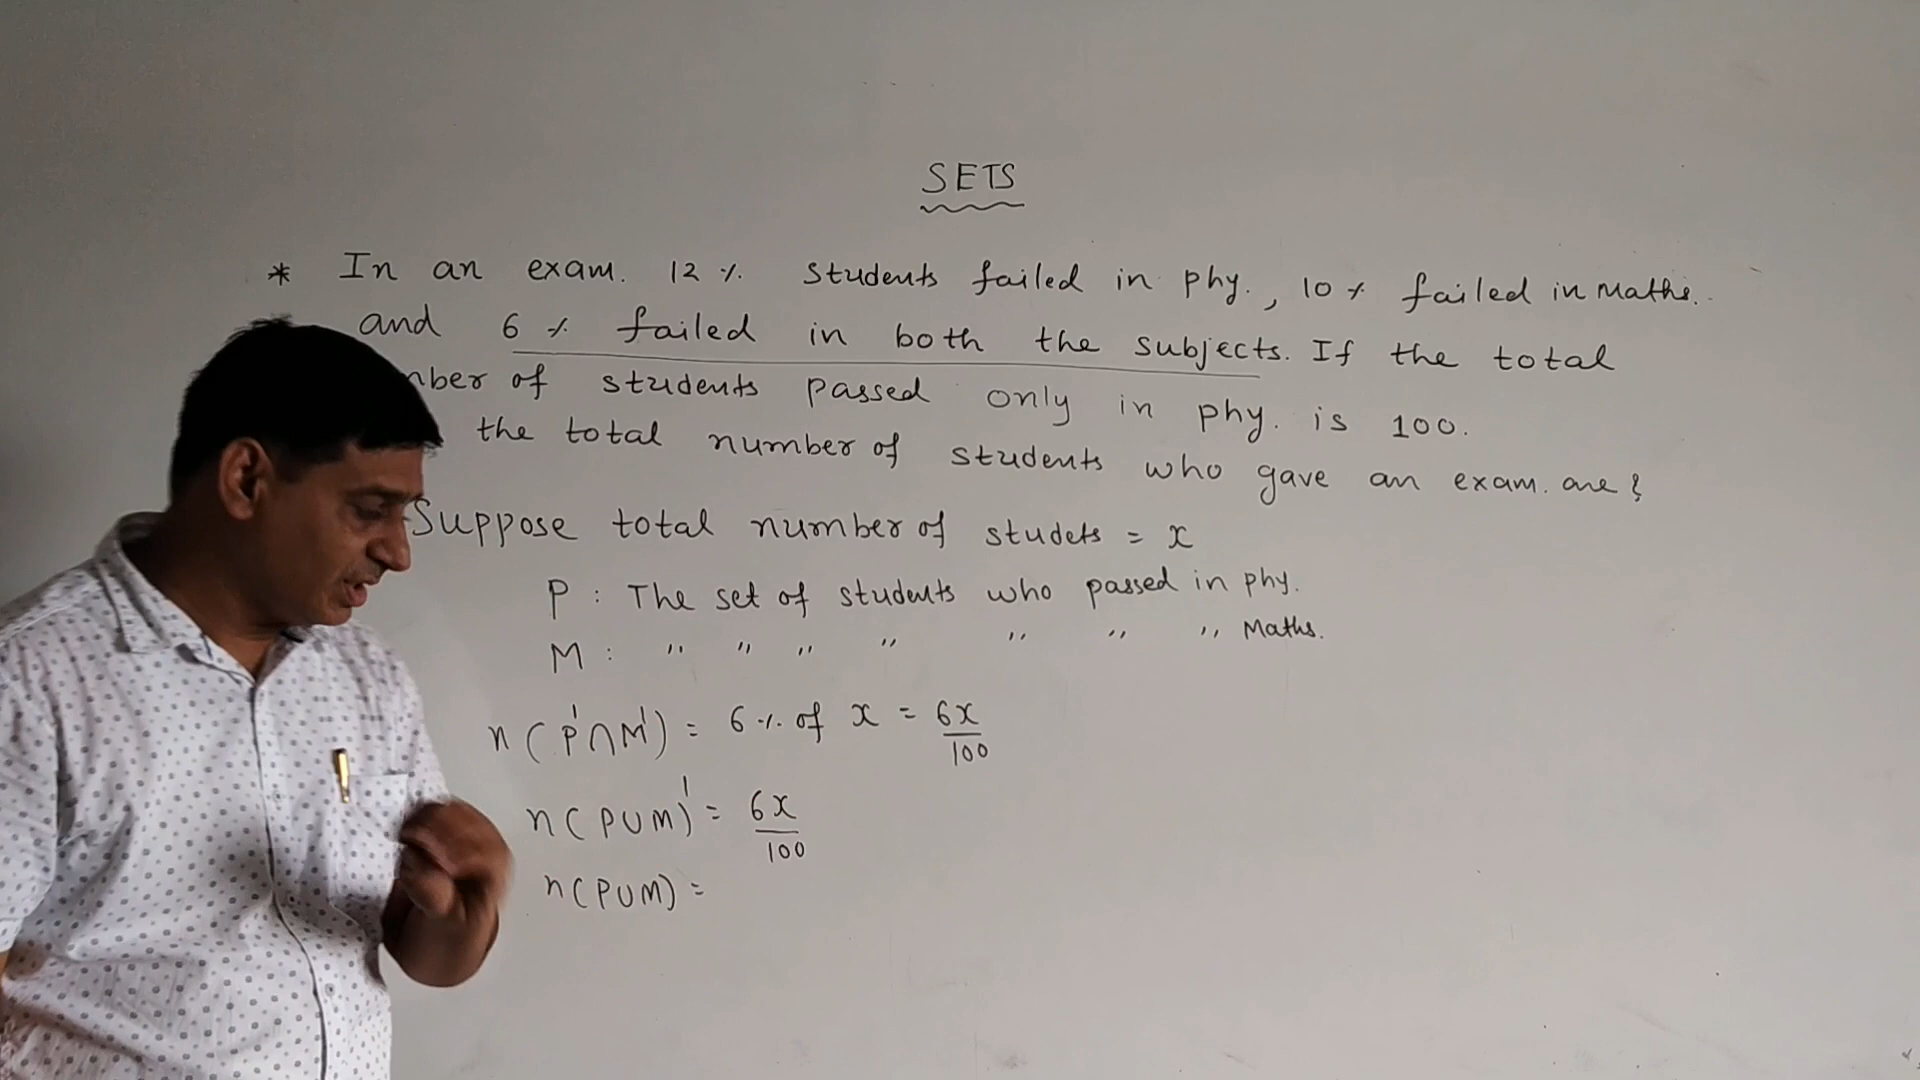 SETS
* In an exam. 12 % students failed in phy., 10 % failed in Maths.
and 6 % failed in both the subjects. If the total
of students passed only in phy. is 100.
the total number of students who gave an exam. are ?
Suppose total number of studets = x
P : The set of students who passed in phy.
M : " " " " " " " Maths.
n(P'∩M') = 6 % of x = 6x/100
n(PUM)' = 6x/100
n(PUM) =